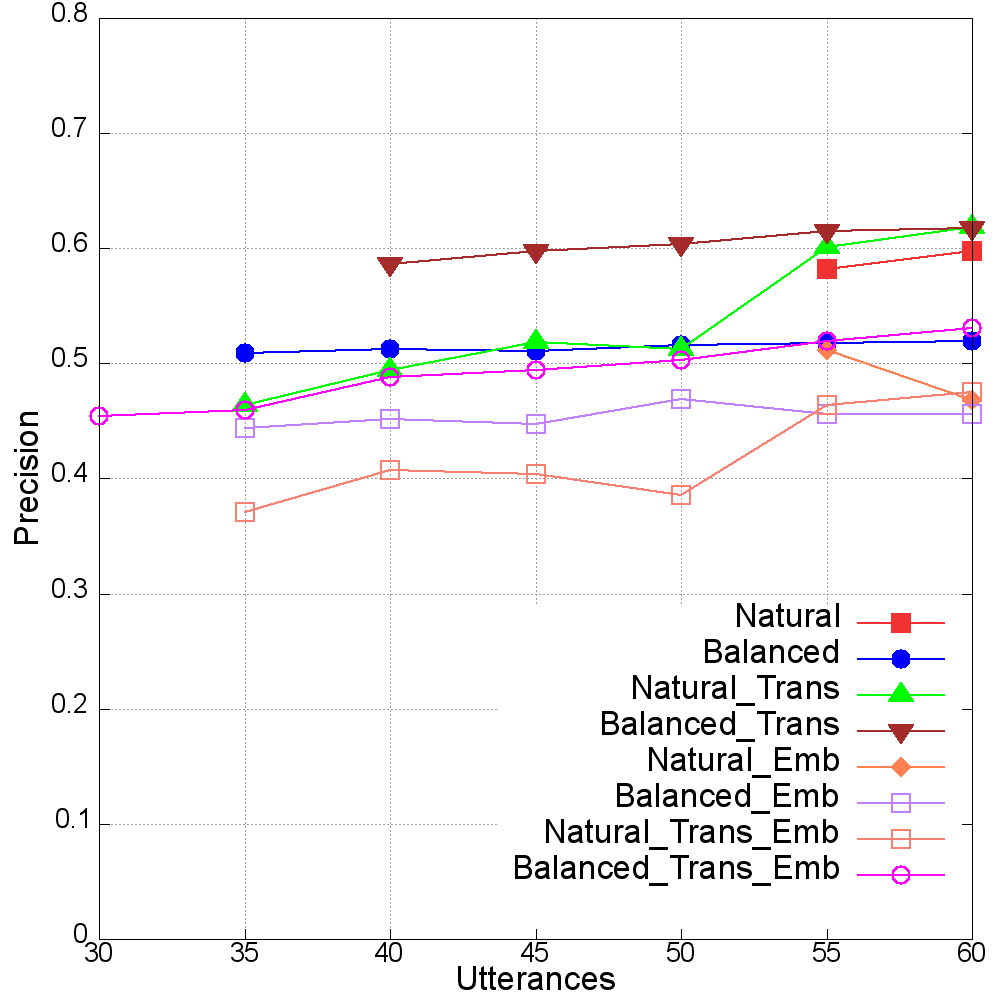 0.8
0.7
0.6
0.5
0.4
0.3
0.2
0.1
0
Precision
Natural
Balanced
Natural_Trans
Balanced_Trans
Natural_Emb
Balanced_Emb
Natural_Trans_Emb
Balanced_Trans_Emb
30 35 40 45 50 55 60
Utterances